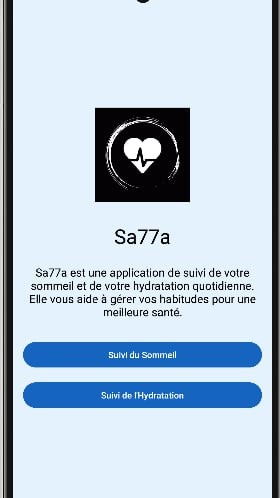 Sa77a
Sa77a est une application de suivi de votre
sommeil et de votre hydratation quotidienne.
Elle vous aide à gérer vos habitudes pour une
meilleure santé.
Suivi du Sommeil
Suivi de l'Hydratation